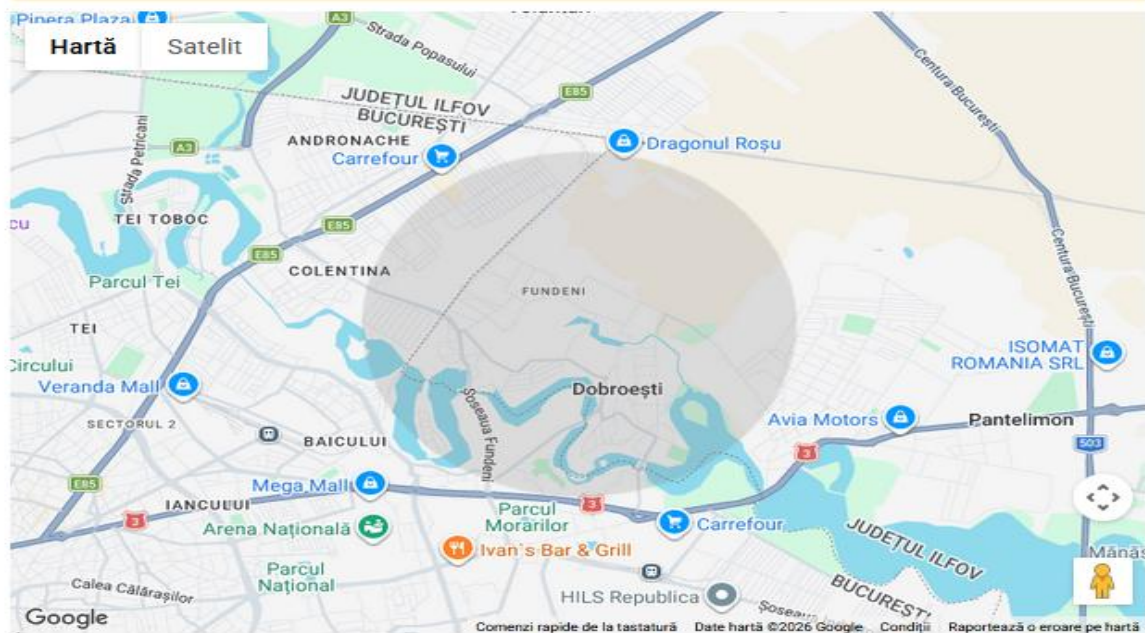 Pinera Plaza
A3
Strada Popasului
Hartă
Satelit
Centura București
E85
JUDEȚUL ILFOV
BUCUREȘTI
Strada Petricani
A3
ANDRONACHE
Carrefour
Dragonul Roșu
TEI TOBOC
E85
E85
Parcul Tei
COLENTINA
FUNDENI
Centura București
TEI
Circului
ISOMAT
ROMANIA SRL
Veranda Mall
Dobroești
SECTORUL 2
Șoseaua Fundeni
Avia Motors
Pantelimon
BAICULUI
3
503
E85
Mega Mall
IANCULUI
3
3
Arena Națională
Parcul
Morarilor
Carrefour
Ivan's Bar & Grill
JUDEȚUL ILFOV
Parcul
Național
Calea Călărașilor
HILS Republica
BUCUREȘT
Google
Comenzi rapide de la tastatură
Date hartă ©2026 Google
Condiții
Raportează o eroare pe hartă